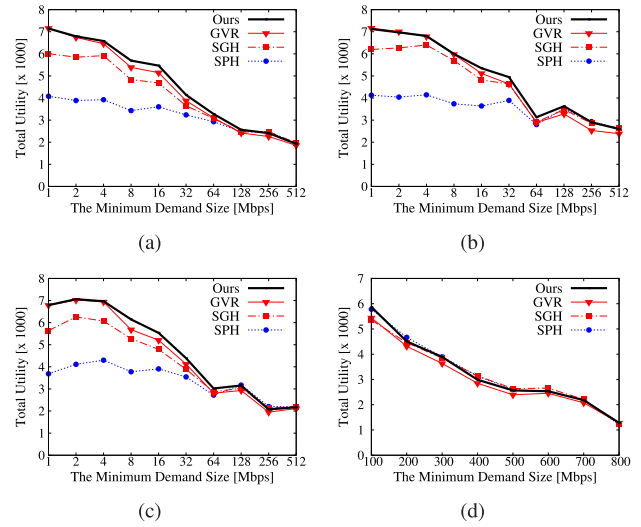 Total Utility [x 1000]
8
7
6
5
4
3
2
1
0
Ours
GVR
SGH
SPH
1 2 4 8 16 32 64 128 256 512
The Minimum Demand Size [Mbps]
(a)
Total Utility [x 1000]
8
7
6
5
4
3
2
1
0
Ours
GVR
SGH
SPH
1 2 4 8 16 32 64 128 256 512
The Minimum Demand Size [Mbps]
(b)
Total Utility [x 1000]
8
7
6
5
4
3
2
1
0
Ours
GVR
SGH
SPH
1 2 4 8 16 32 64 128 256 512
The Minimum Demand Size [Mbps]
(c)
Total Utility [x 1000]
7
6
5
4
3
2
1
0
Ours
GVR
SGH
SPH
100 200 300 400 500 600 700 800
The Minimum Demand Size [Mbps]
(d)